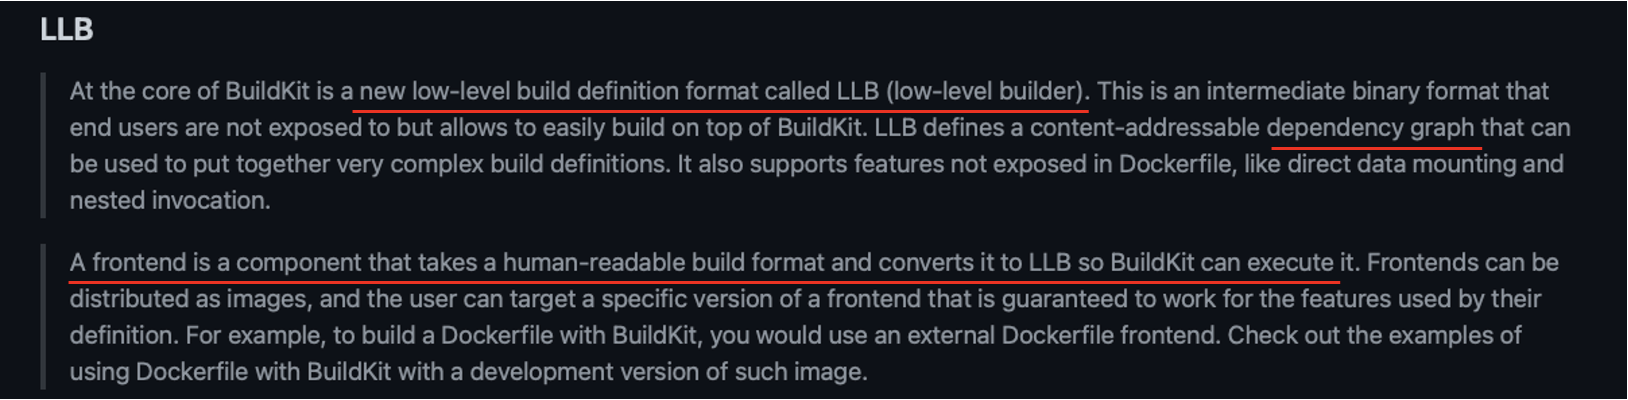 LLB
At the core of BuildKit is a new low-level build definition format called LLB (low-level builder). This is an intermediate binary format that
end users are not exposed to but allows to easily build on top of BuildKit. LLB defines a content-addressable dependency graph that can
be used to put together very complex build definitions. It also supports features not exposed in Dockerfile, like direct data mounting and
nested invocation.
A frontend is a component that takes a human-readable build format and converts it to LLB so BuildKit can execute it. Frontends can be
distributed as images, and the user can target a specific version of a frontend that is guaranteed to work for the features used by their
definition. For example, to build a Dockerfile with BuildKit, you would use an external Dockerfile frontend. Check out the examples of
using Dockerfile with BuildKit with a development version of such image.